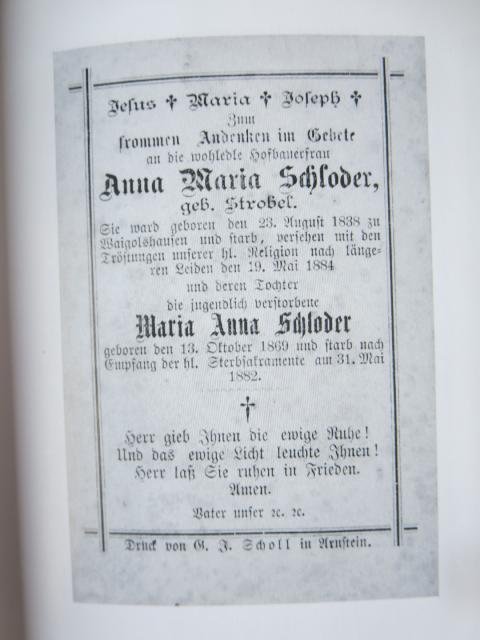 Jesus ✝ Maria ✝ Joseph ✝
Zum
frommen Andenken im Gebete
an die wohledle Hofbauerfrau
Anna Maria Schloder,
geb. Strobel.
Sie ward geboren den 23. August 1838 zu
Waigolshausen und starb, versehen mit den
Tröstungen unserer hl. Religion nach länge-
ren Leiden den 19. Mai 1884
und deren Tochter
die jugendlich verstorbene
Maria Anna Schloder
geboren den 13. Oktober 1869 und starb nach
Empfang der hl. Sterbsakramente am 31. Mai
1882.
✝
Herr gieb Ihnen die ewige Ruhe!
Und das ewige Licht leuchte Ihnen!
Herr laß Sie ruhen in Frieden.
Amen.
Vater unser ꝛc. ꝛc.
Druck von G. J. Scholl in Arnstein.